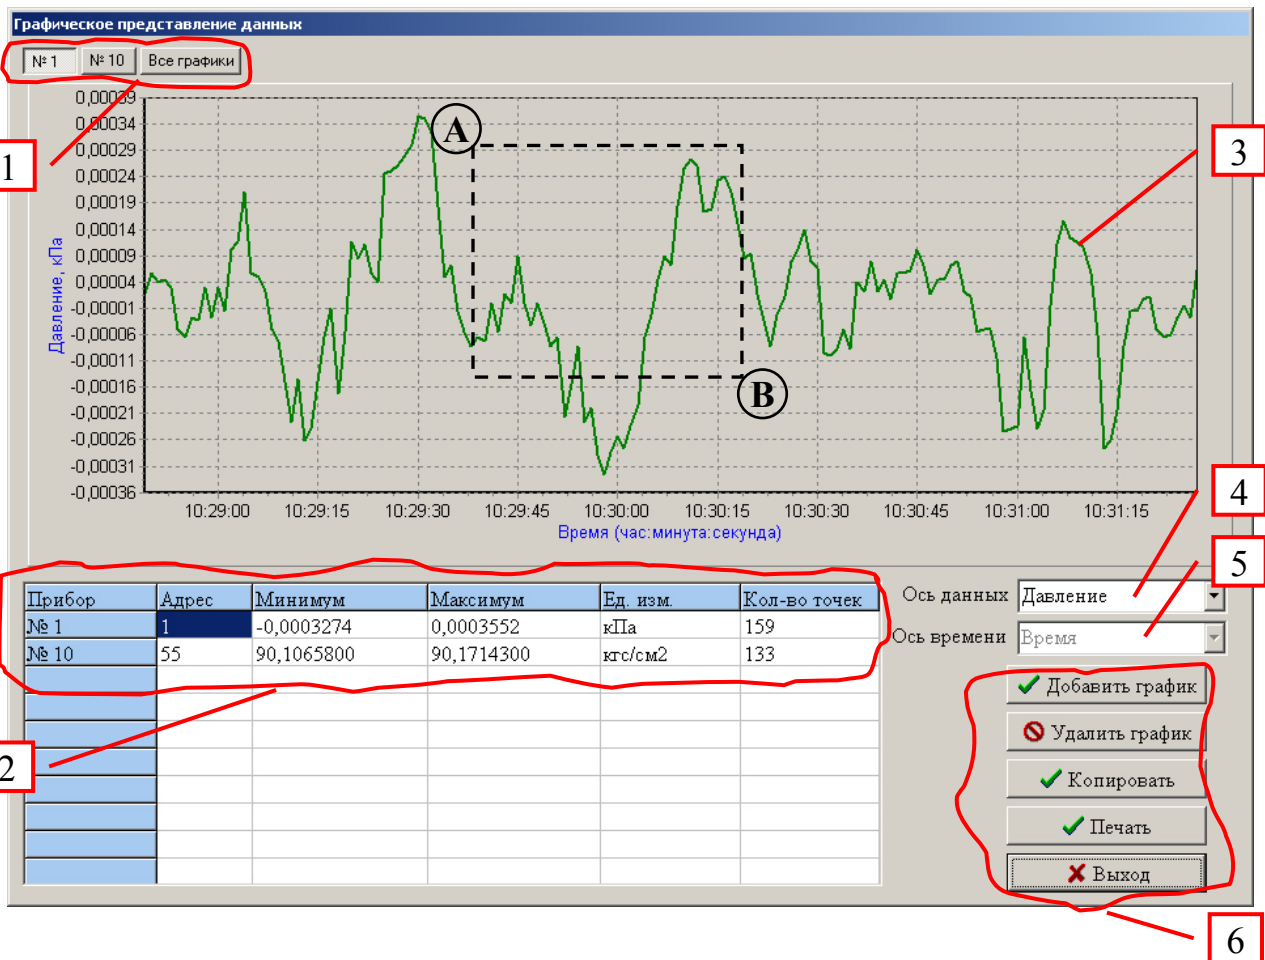 Графическое представление данных
№ 1 № 10 Все графики
0,00039
0,00034
0,00029
0,00024
0,00019
0,00014
0,00009
0,00004
-0,00001
-0,00006
-0,00011
-0,00016
-0,00021
-0,00026
-0,00031
-0,00036
Давление, кПа
A
B
1
3
10:29:00 10:29:15 10:29:30 10:29:45 10:30:00 10:30:15 10:30:30 10:30:45 10:31:00 10:31:15
Время (час:минута:секунда)
4
5
Прибор Адрес Минимум Максимум Ед. изм. Кол-во точек
№ 1 1 -0,0003274 0,0003552 кПа 159
№ 10 55 90,1065800 90,1714300 кгс/см2 133
2
Ось данных Давление
Ось времени Время
Добавить график
Удалить график
Копировать
Печать
Выход
6